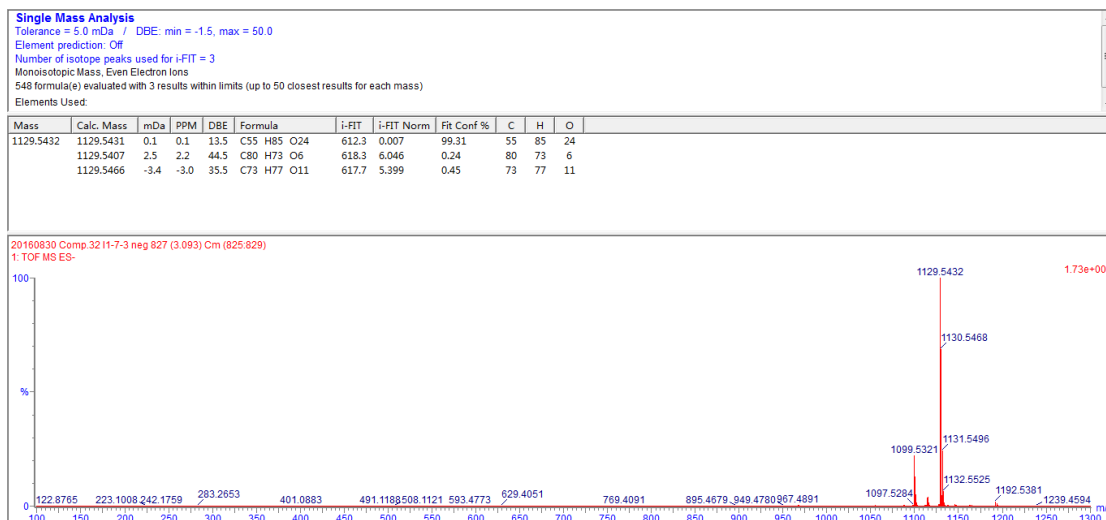 Single Mass Analysis
Tolerance = 5.0 mDa / DBE: min = -1.5, max = 50.0
Element prediction: Off
Number of isotope peaks used for i-FIT = 3
Monoisotopic Mass, Even Electron Ions
548 formula(e) evaluated with 3 results within limits (up to 50 closest results for each mass)
Elements Used:
Mass Calc. Mass mDa PPM DBE Formula i-FIT i-FIT Norm Fit Conf % C H O
1129.5432 1129.5431 0.1 0.1 13.5 C55 H85 O24 612.3 0.007 99.31 55 85 24
1129.5407 2.5 2.2 44.5 C80 H73 O6 618.3 6.046 0.24 80 73 6
1129.5466 -3.4 -3.0 35.5 C73 H77 O11 617.7 5.399 0.45 73 77 11
20160830 Comp.32 I1-7-3 neg 827 (3.093) Cm (825:829)
1: TOF MS ES-
1.73e+00
100
%
0
1129.5432
1130.5468
1131.5496
1099.5321
1132.5525
1097.5284
1192.5381
1239.4594
122.8765 223.1008 242.1759 283.2653 401.0883 491.1188 508.1121 593.4773 629.4051 769.4091 895.4679 949.4780 967.4891
100 150 200 250 300 350 400 450 500 550 600 650 700 750 800 850 900 950 1000 1050 1100 1150 1200 1250 1300